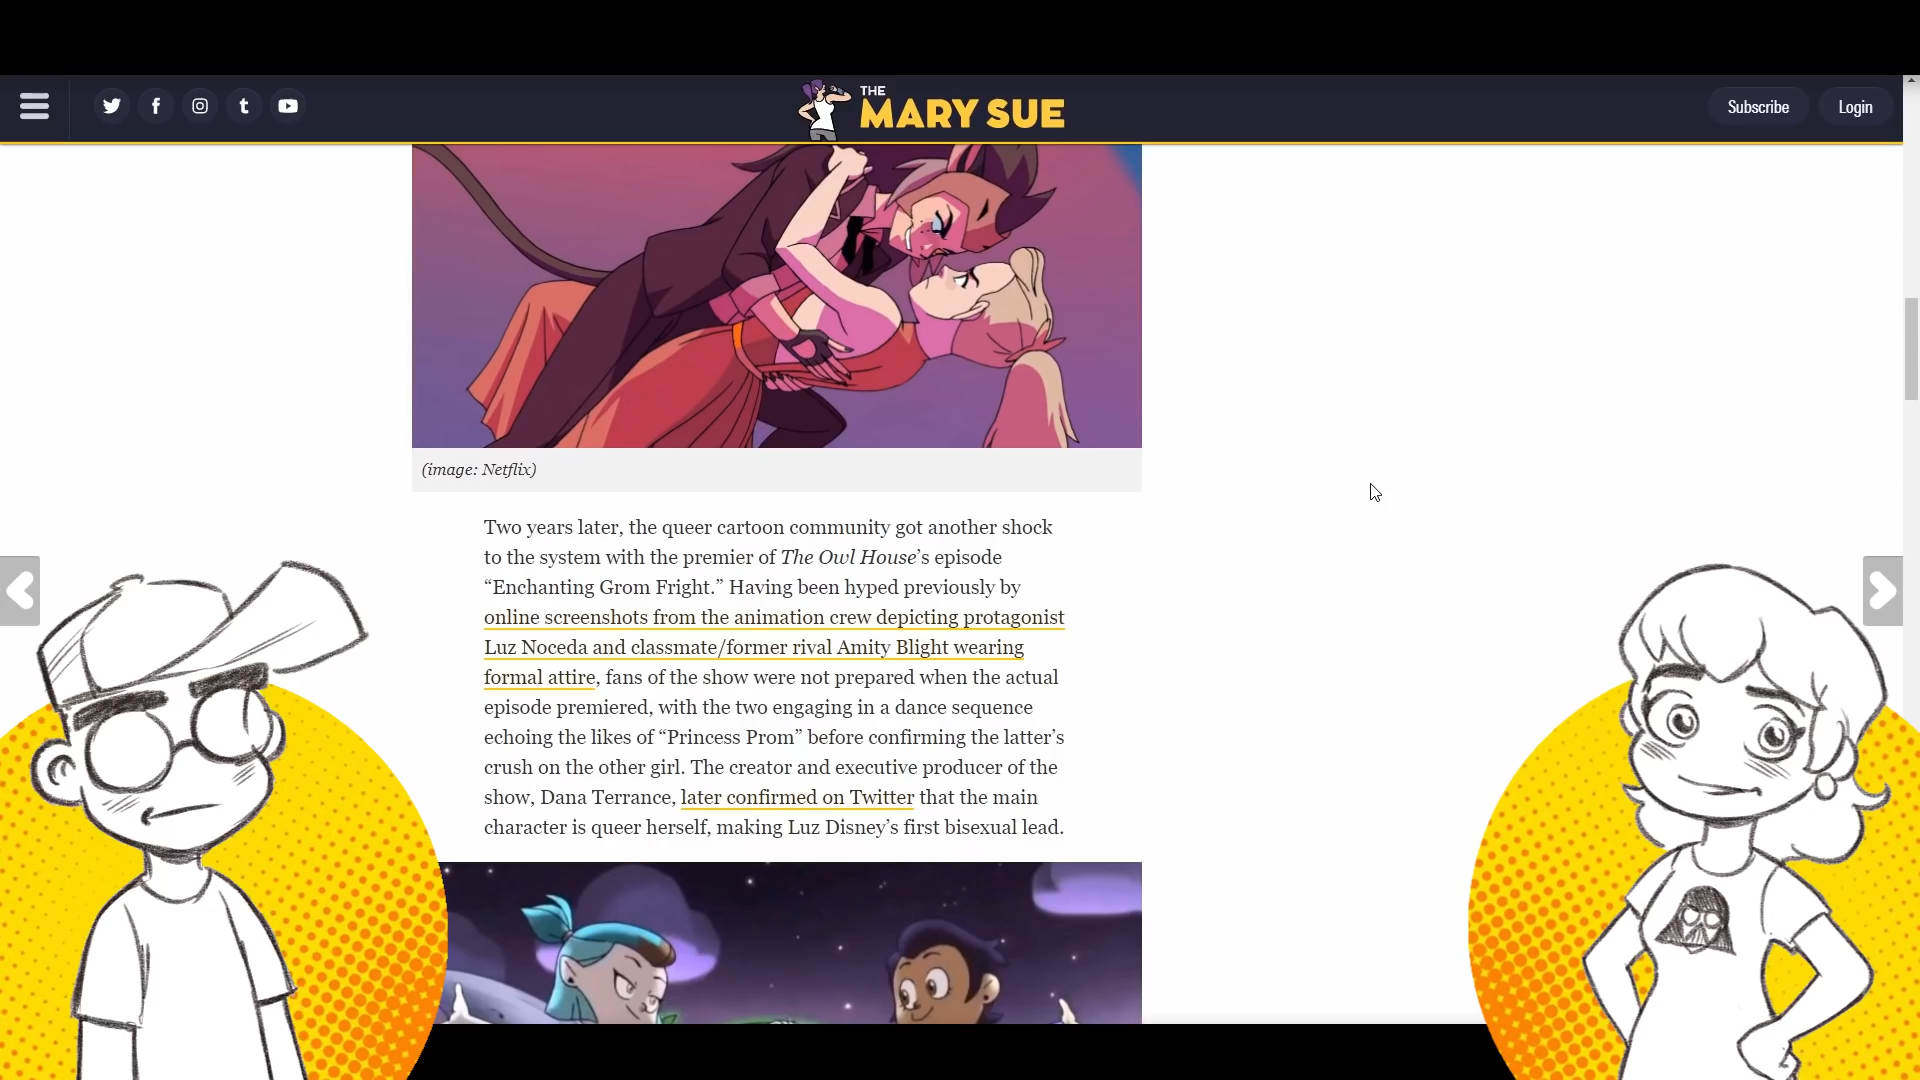 THE
MARY SUE
Subscribe
Login
(image: Netflix)
Two years later, the queer cartoon community got another shock
to the system with the premier of The Owl House’s episode
“Enchanting Grom Fright.” Having been hyped previously by
online screenshots from the animation crew depicting protagonist
Luz Noceda and classmate/former rival Amity Blight wearing
formal attire, fans of the show were not prepared when the actual
episode premiered, with the two engaging in a dance sequence
echoing the likes of “Princess Prom” before confirming the latter’s
crush on the other girl. The creator and executive producer of the
show, Dana Terrance, later confirmed on Twitter that the main
character is queer herself, making Luz Disney’s first bisexual lead.